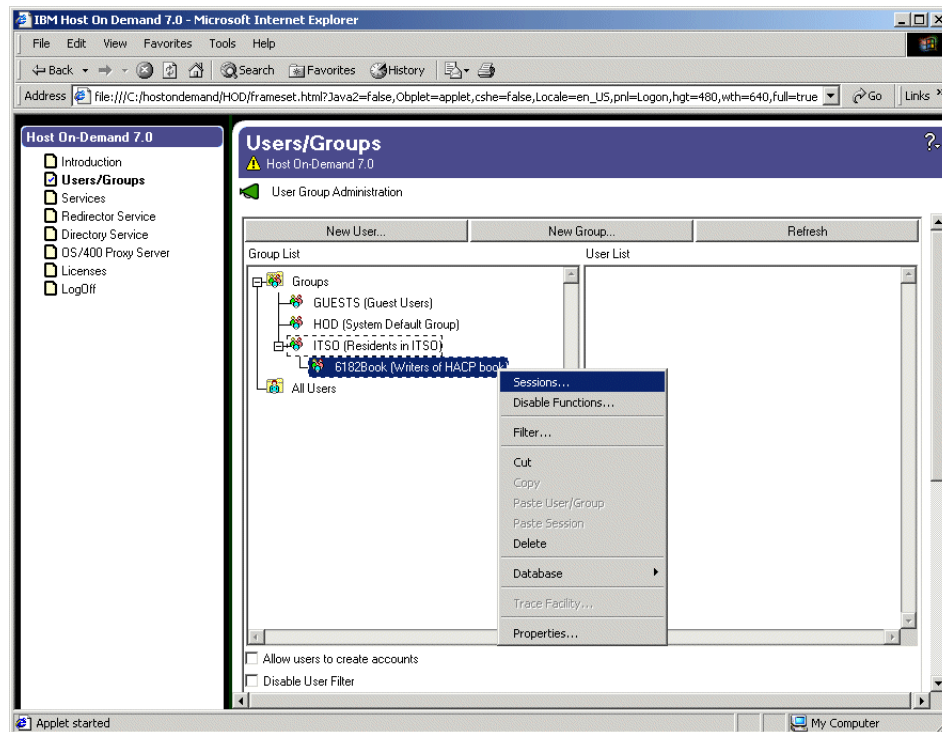 IBM Host On Demand 7.0 - Microsoft Internet Explorer
File Edit View Favorites Tools Help
Back Search Favorites History
Address file:///C:/hostondemand/HOD/frameset.html?Java2=false,Obplet=applet,cshe=false,Locale=en_US,pnl=Logon,hgt=480,wth=640,full=true Go Links »
Host On-Demand 7.0
Introduction
Users/Groups
Services
Redirector Service
Directory Service
OS/400 Proxy Server
Licenses
LogOff
Users/Groups
?
Host On-Demand 7.0
User Group Administration
New User... New Group... Refresh
Group List User List
Groups
GUESTS (Guest Users)
HOD (System Default Group)
ITSO (Residents in ITSO)
6182Book (Writers of HACP book)
All Users
Sessions...
Disable Functions...
Filter...
Cut
Copy
Paste User/Group
Paste Session
Delete
Database
Trace Facility...
Properties...
Allow users to create accounts
Disable User Filter
Applet started My Computer